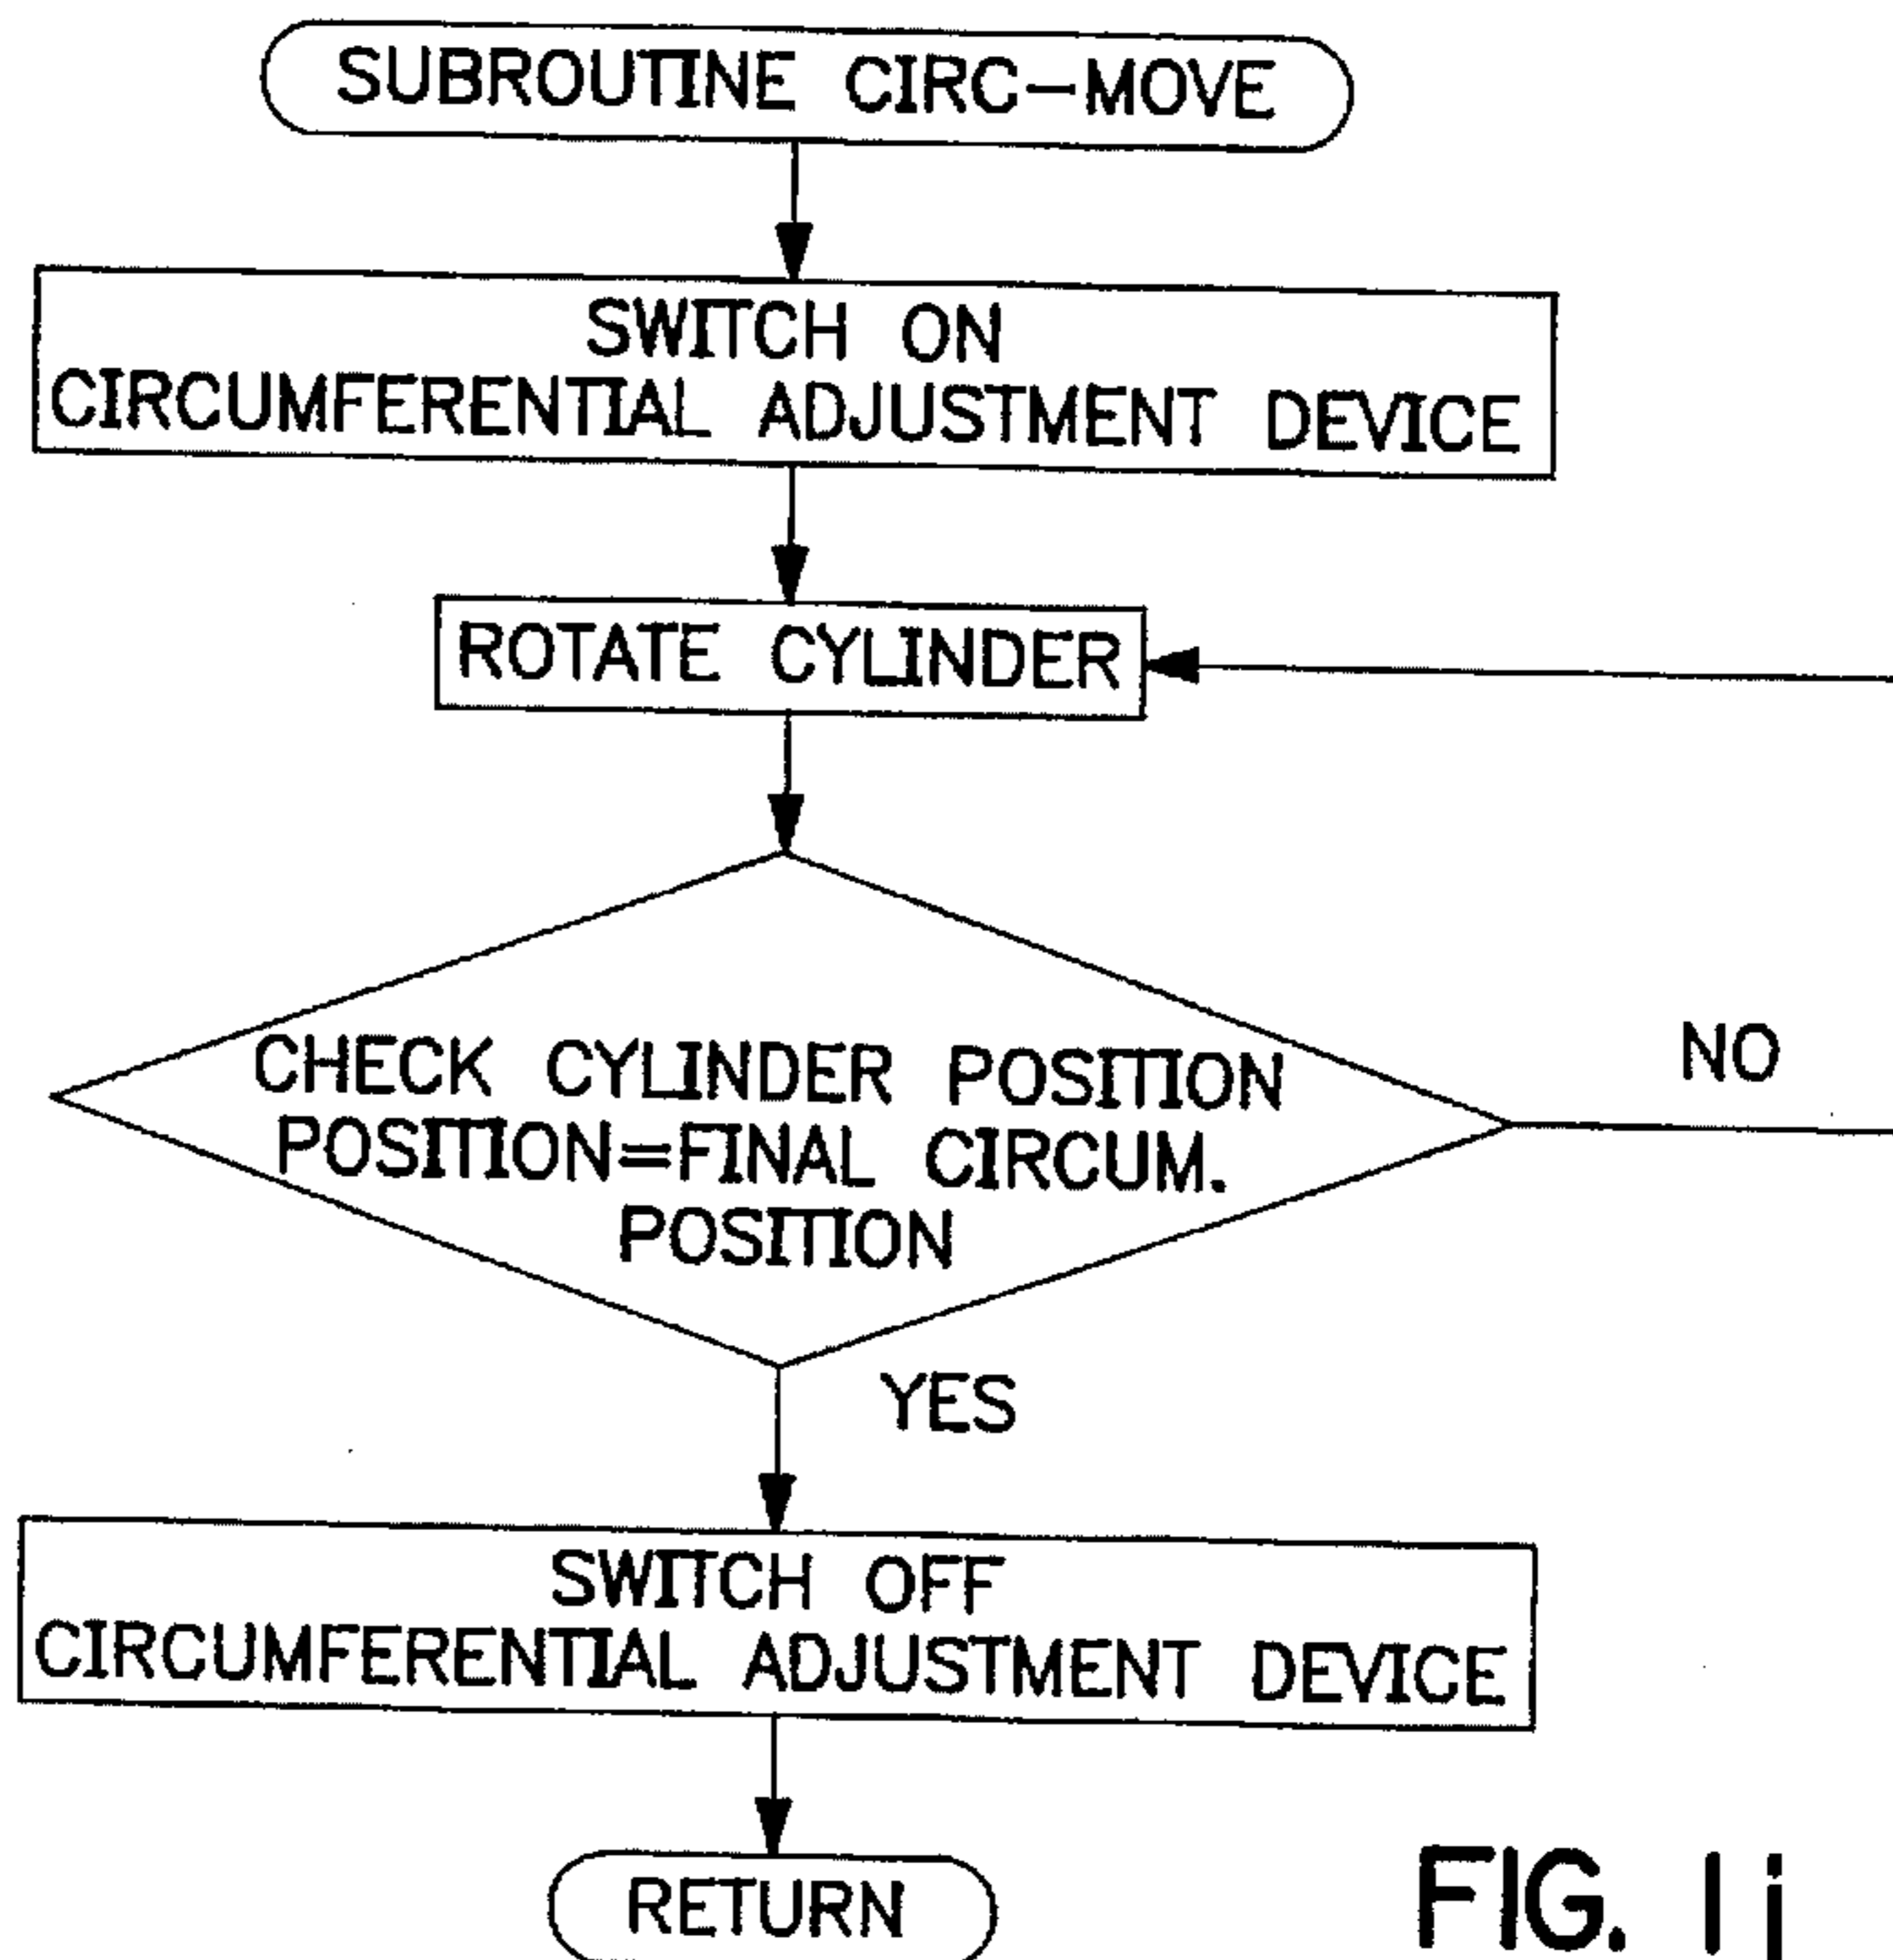 SUBROUTINE CIRC-MOVE
SWITCH ON
CIRCUMFERENTIAL ADJUSTMENT DEVICE
ROTATE CYLINDER
CHECK CYLINDER POSITION
POSITION=FINAL CIRCUM.
POSITION
NO
YES
SWITCH OFF
CIRCUMFERENTIAL ADJUSTMENT DEVICE
RETURN
FIG.